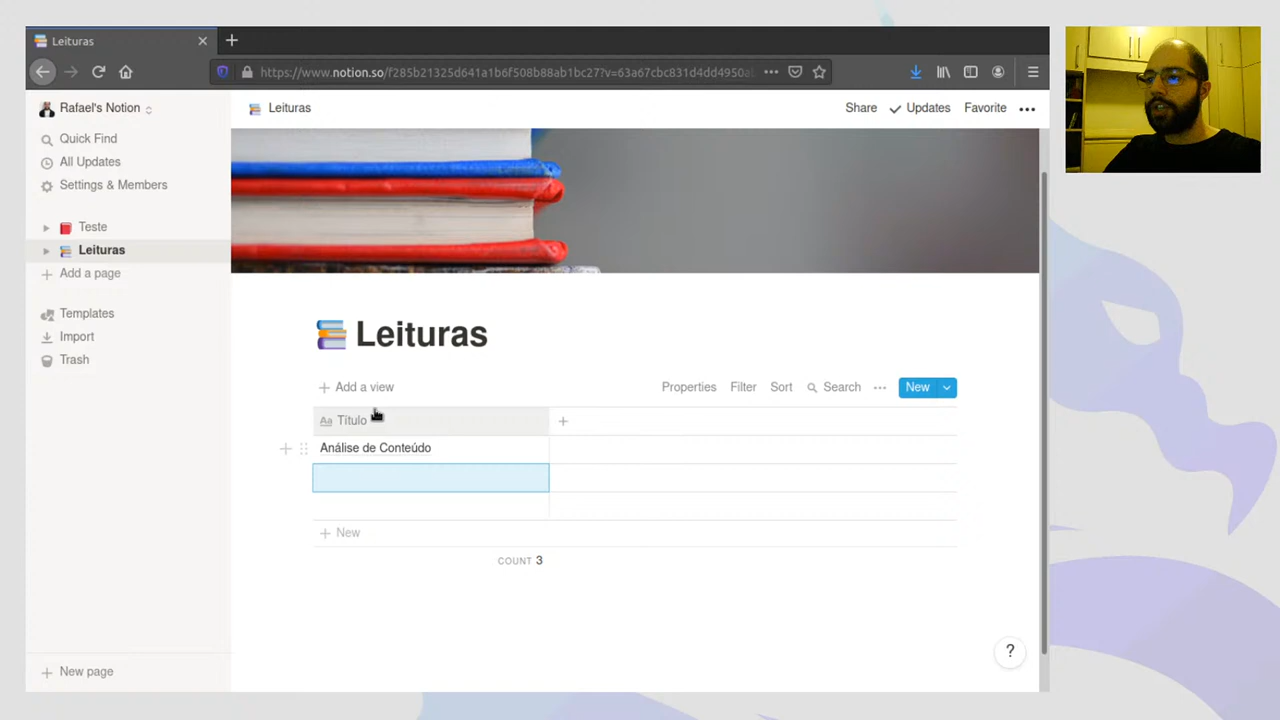 Leituras
https://www.notion.so/f285b21325d641a1b6f508b88ab1bc27?v=63a67cbc831d4dd4950a
Rafael's Notion
Leituras
Share
Updates
Favorite
Quick Find
All Updates
Settings & Members
Teste
Leituras
Add a page
Templates
Import
Trash
Leituras
Add a view
Properties
Filter
Sort
Search
New
Aa Título
Análise de Conteúdo
New
COUNT 3
New page
?